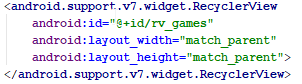 <android.support.v7.widget.RecyclerView
android:id="@+id/rv_games"
android:layout_width="match_parent"
android:layout_height="match_parent">
</android.support.v7.widget.RecyclerView>